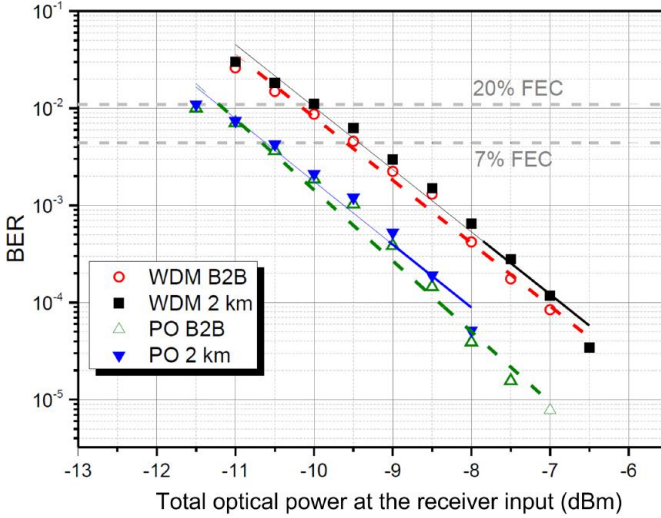 10-1
10-2
10-3
10-4
10-5
BER
20% FEC
7% FEC
WDM B2B
WDM 2 km
PO B2B
PO 2 km
-13 -12 -11 -10 -9 -8 -7 -6
Total optical power at the receiver input (dBm)